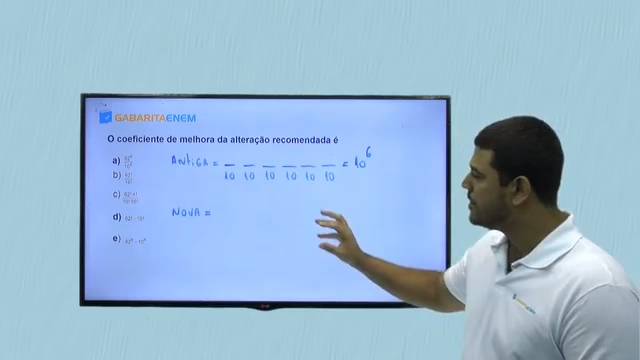 GABARITAENEM
O coeficiente de melhora da alteração recomendada é
a)
b)
c)
d)
e)
ANTIGA = _ _ _ _ _ _ = 10^6
10 10 10 10 10 10
NOVA =